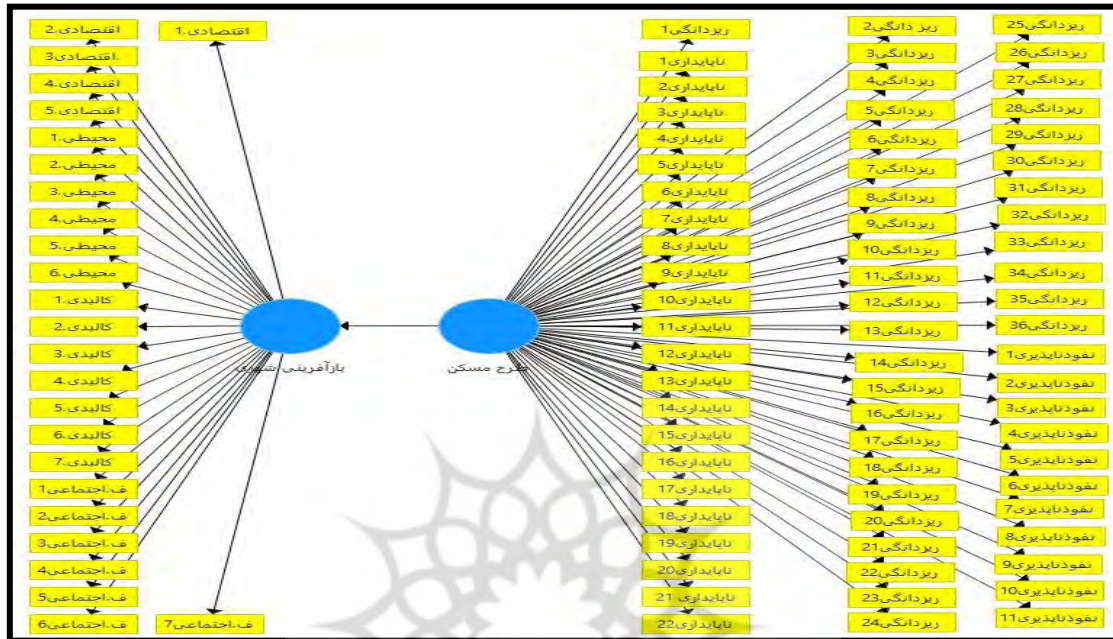 اقتصادی.1
اقتصادی.2
اقتصادی.3
اقتصادی.4
اقتصادی.5
محیطی.1
محیطی.2
محیطی.3
محیطی.4
محیطی.5
محیطی.6
کالبدی.1
کالبدی.2
کالبدی.3
کالبدی.4
کالبدی.5
کالبدی.6
کالبدی.7
ف.اجتماعی1
ف.اجتماعی2
ف.اجتماعی3
ف.اجتماعی4
ف.اجتماعی5
ف.اجتماعی6
ف.اجتماعی7
بازآفرینی شهری
طرح مسکن
ریزدانگی1
ناپایداری1
ناپایداری2
ناپایداری3
ناپایداری4
ناپایداری5
ناپایداری6
ناپایداری7
ناپایداری8
ناپایداری9
ناپایداری10
ناپایداری11
ناپایداری12
ناپایداری13
ناپایداری14
ناپایداری15
ناپایداری16
ناپایداری17
ناپایداری18
ناپایداری19
ناپایداری20
ناپایداری 21
ناپایداری22
ریز دانگی2
ریزدانگی3
ریزدانگی4
ریزدانگی5
ریزدانگی6
ریزدانگی7
ریزدانگی8
ریزدانگی9
ریزدانگی10
ریزدانگی11
ریزدانگی12
ریزدانگی13
ریزدانگی14
ریزدانگی15
ریزدانگی16
ریزدانگی17
ریزدانگی18
ریزدانگی19
ریزدانگی20
ریزدانگی21
ریزدانگی22
ریزدانگی23
ریزدانگی24
ریزدانگی25
ریزدانگی26
ریزدانگی27
ریزدانگی28
ریزدانگی29
ریزدانگی30
ریزدانگی31
ریزدانگی32
ریزدانگی33
ریزدانگی34
ریزدانگی35
ریزدانگی36
نفوذناپذیری1
نفوذناپذیری2
نفوذناپذیری3
نفوذناپذیری4
نفوذناپذیری5
نفوذناپذیری6
نفوذناپذیری7
نفوذناپذیری8
نفوذناپذیری9
نفوذناپذیری10
نفوذناپذیری11